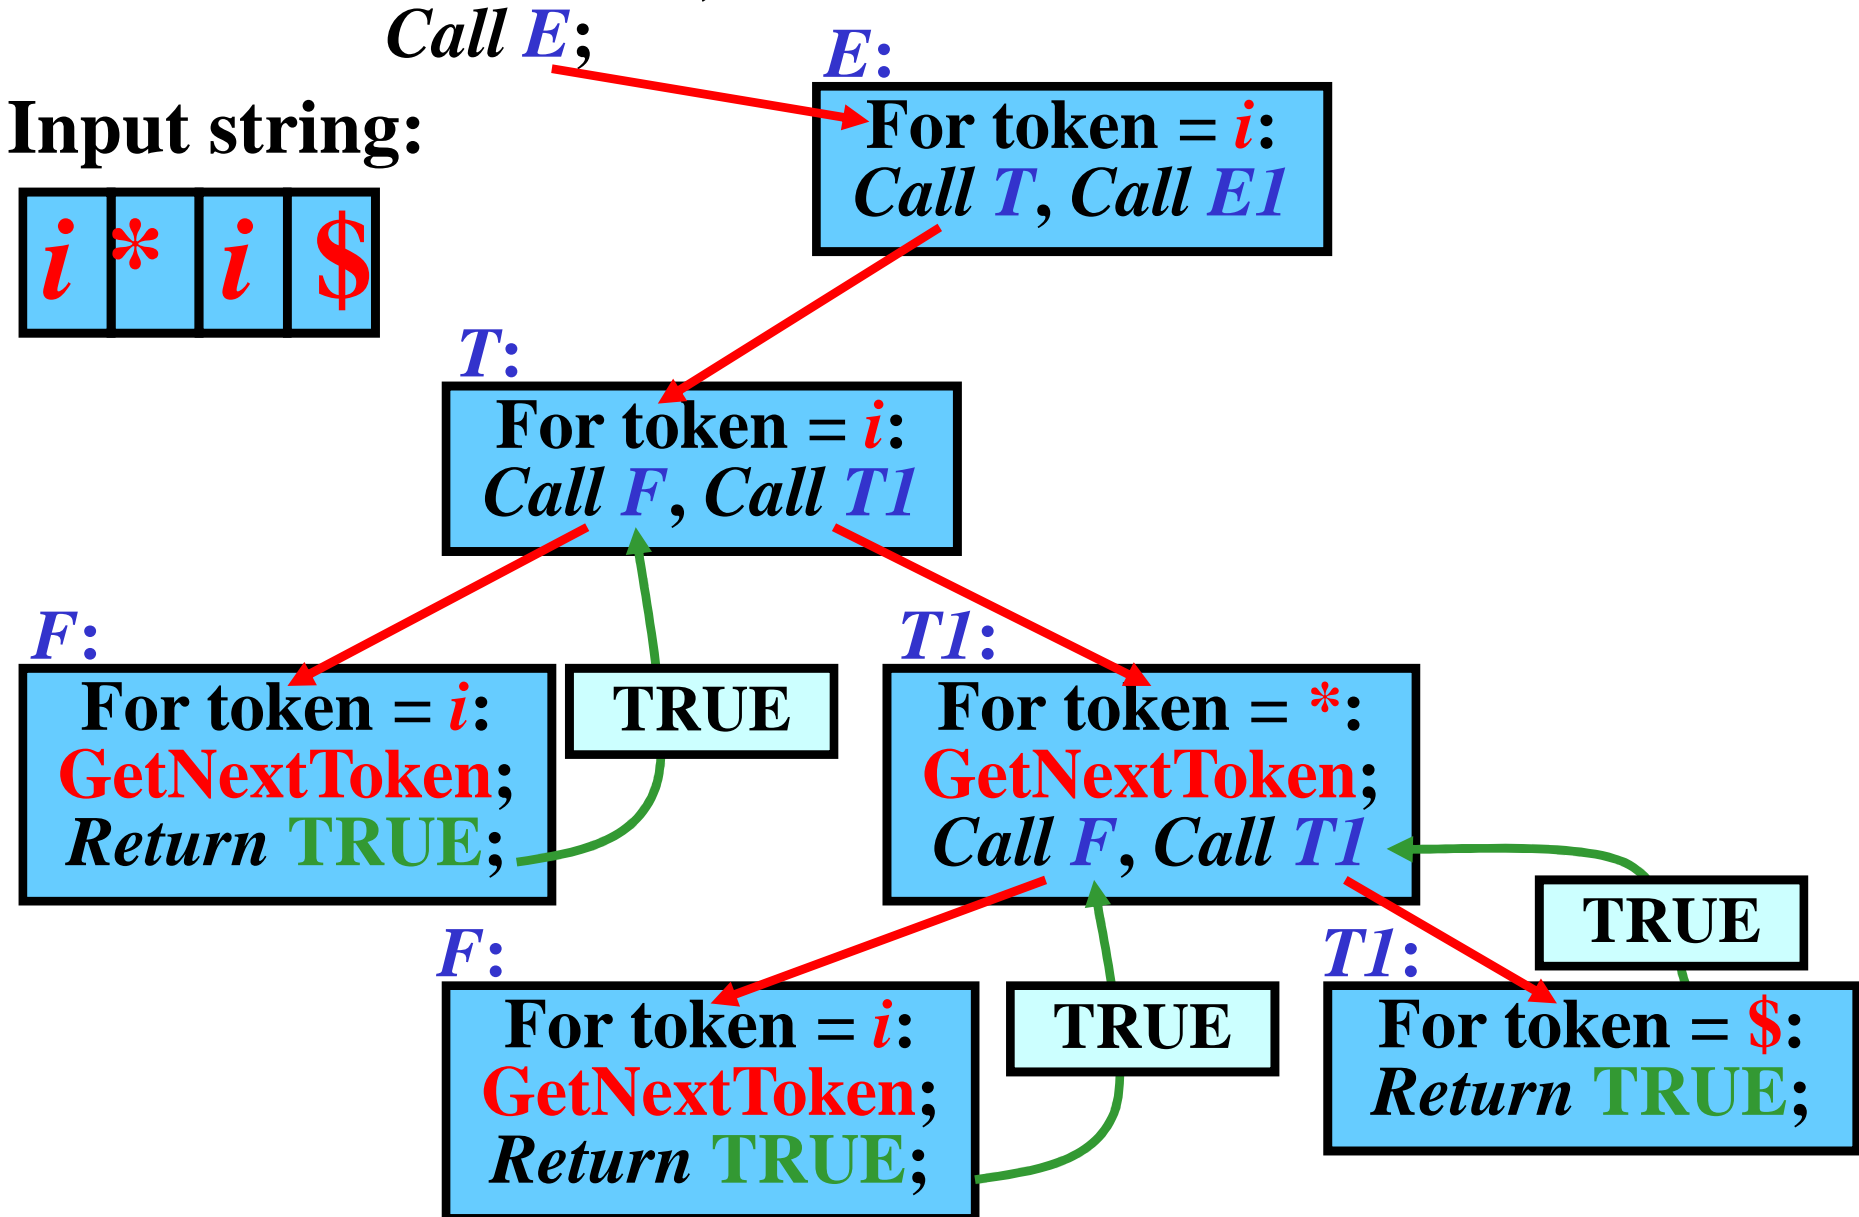 Call E;
E:
For token = i:
Call T, Call E1
Input string:
i * i $
T:
For token = i:
Call F, Call T1
F:
For token = i:
GetNextToken;
Return TRUE;
TRUE
T1:
For token = *:
GetNextToken;
Call F, Call T1
TRUE
F:
For token = i:
GetNextToken;
Return TRUE;
TRUE
T1:
For token = $:
Return TRUE;